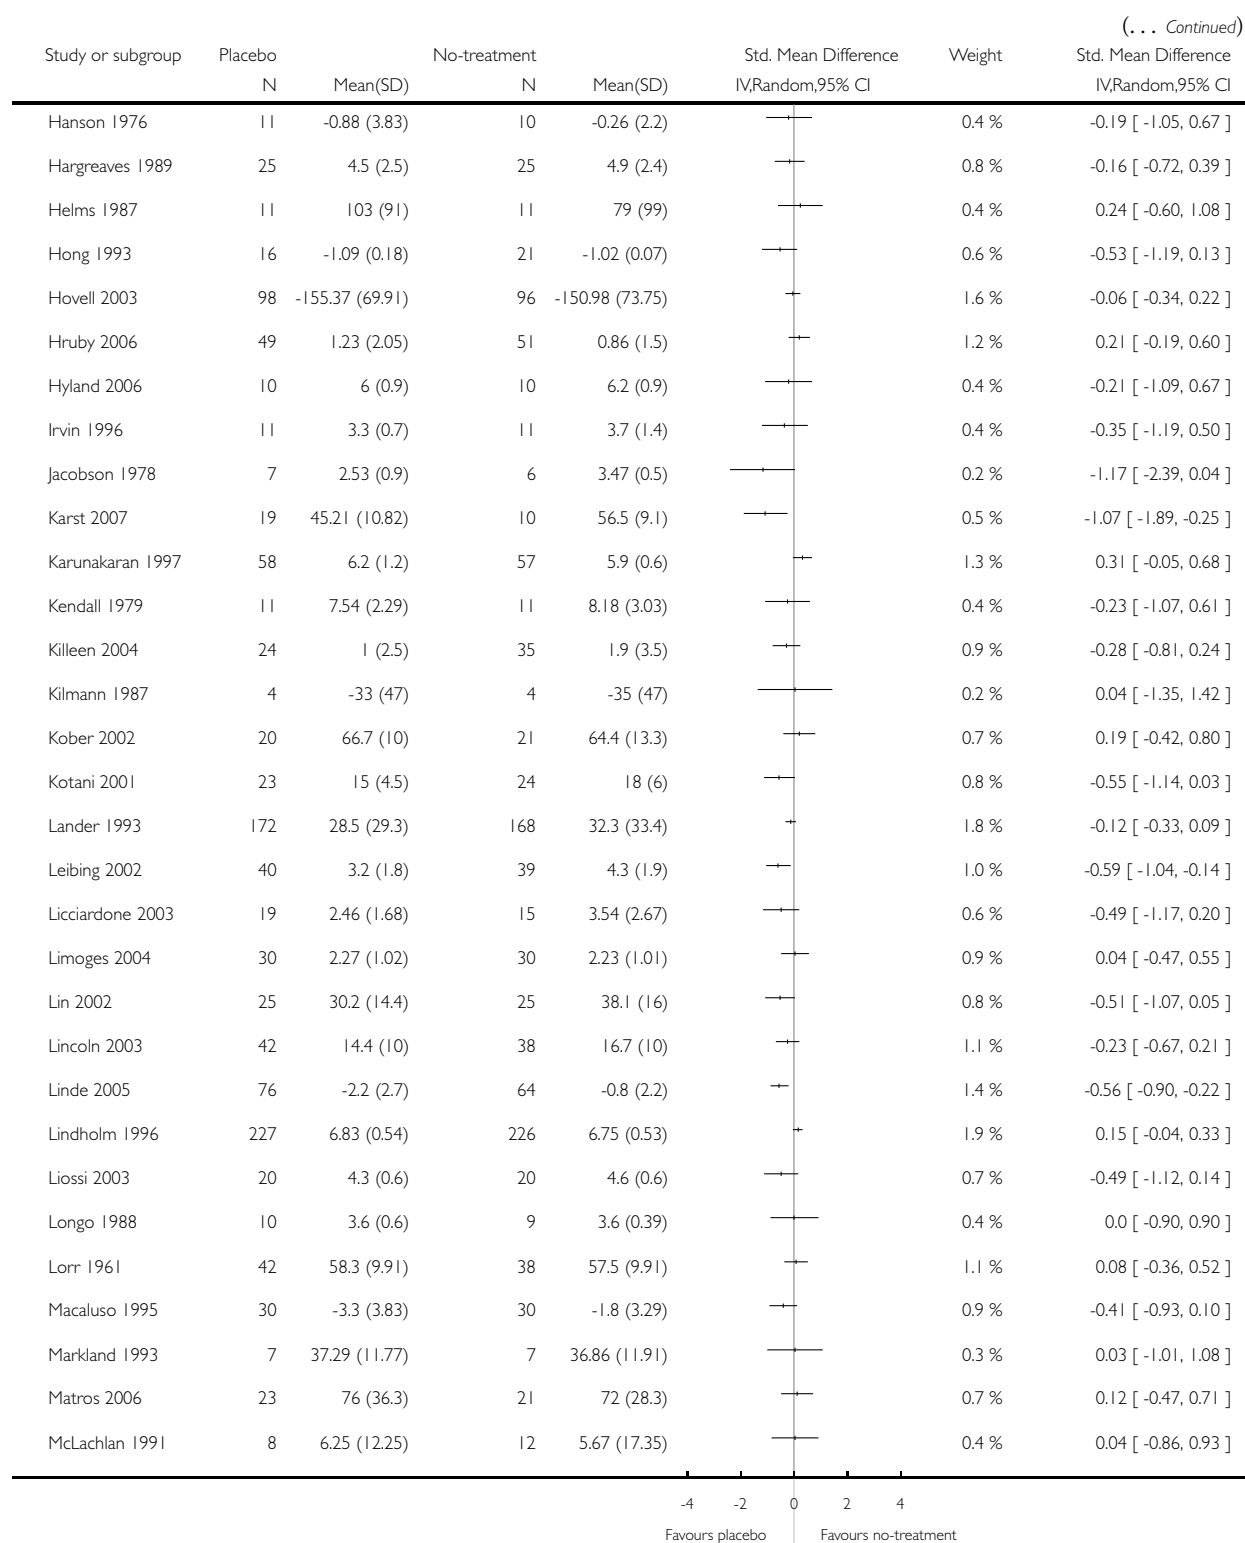 (... Continued)
Study or subgroup Placebo No-treatment Std. Mean Difference Weight Std. Mean Difference
N Mean(SD) N Mean(SD) IV,Random,95% CI IV,Random,95% CI
Hanson 1976 11 -0.88 (3.83) 10 -0.26 (2.2) 0.4 % -0.19 [ -1.05, 0.67 ]
Hargreaves 1989 25 4.5 (2.5) 25 4.9 (2.4) 0.8 % -0.16 [ -0.72, 0.39 ]
Helms 1987 11 103 (91) 11 79 (99) 0.4 % 0.24 [ -0.60, 1.08 ]
Hong 1993 16 -1.09 (0.18) 21 -1.02 (0.07) 0.6 % -0.53 [ -1.19, 0.13 ]
Hovell 2003 98 -155.37 (69.91) 96 -150.98 (73.75) 1.6 % -0.06 [ -0.34, 0.22 ]
Hruby 2006 49 1.23 (2.05) 51 0.86 (1.5) 1.2 % 0.21 [ -0.19, 0.60 ]
Hyland 2006 10 6 (0.9) 10 6.2 (0.9) 0.4 % -0.21 [ -1.09, 0.67 ]
Irvin 1996 11 3.3 (0.7) 11 3.7 (1.4) 0.4 % -0.35 [ -1.19, 0.50 ]
Jacobson 1978 7 2.53 (0.9) 6 3.47 (0.5) 0.2 % -1.17 [ -2.39, 0.04 ]
Karst 2007 19 45.21 (10.82) 10 56.5 (9.1) 0.5 % -1.07 [ -1.89, -0.25 ]
Karunakaran 1997 58 6.2 (1.2) 57 5.9 (0.6) 1.3 % 0.31 [ -0.05, 0.68 ]
Kendall 1979 11 7.54 (2.29) 11 8.18 (3.03) 0.4 % -0.23 [ -1.07, 0.61 ]
Killeen 2004 24 1 (2.5) 35 1.9 (3.5) 0.9 % -0.28 [ -0.81, 0.24 ]
Kilmann 1987 4 -33 (47) 4 -35 (47) 0.2 % 0.04 [ -1.35, 1.42 ]
Kober 2002 20 66.7 (10) 21 64.4 (13.3) 0.7 % 0.19 [ -0.42, 0.80 ]
Kotani 2001 23 15 (4.5) 24 18 (6) 0.8 % -0.55 [ -1.14, 0.03 ]
Lander 1993 172 28.5 (29.3) 168 32.3 (33.4) 1.8 % -0.12 [ -0.33, 0.09 ]
Leibing 2002 40 3.2 (1.8) 39 4.3 (1.9) 1.0 % -0.59 [ -1.04, -0.14 ]
Licciardone 2003 19 2.46 (1.68) 15 3.54 (2.67) 0.6 % -0.49 [ -1.17, 0.20 ]
Limoges 2004 30 2.27 (1.02) 30 2.23 (1.01) 0.9 % 0.04 [ -0.47, 0.55 ]
Lin 2002 25 30.2 (14.4) 25 38.1 (16) 0.8 % -0.51 [ -1.07, 0.05 ]
Lincoln 2003 42 14.4 (10) 38 16.7 (10) 1.1 % -0.23 [ -0.67, 0.21 ]
Linde 2005 76 -2.2 (2.7) 64 -0.8 (2.2) 1.4 % -0.56 [ -0.90, -0.22 ]
Lindholm 1996 227 6.83 (0.54) 226 6.75 (0.53) 1.9 % 0.15 [ -0.04, 0.33 ]
Liossi 2003 20 4.3 (0.6) 20 4.6 (0.6) 0.7 % -0.49 [ -1.12, 0.14 ]
Longo 1988 10 3.6 (0.6) 9 3.6 (0.39) 0.4 % 0.0 [ -0.90, 0.90 ]
Lorr 1961 42 58.3 (9.91) 38 57.5 (9.91) 1.1 % 0.08 [ -0.36, 0.52 ]
Macaluso 1995 30 -3.3 (3.83) 30 -1.8 (3.29) 0.9 % -0.41 [ -0.93, 0.10 ]
Markland 1993 7 37.29 (11.77) 7 36.86 (11.91) 0.3 % 0.03 [ -1.01, 1.08 ]
Matros 2006 23 76 (36.3) 21 72 (28.3) 0.7 % 0.12 [ -0.47, 0.71 ]
McLachlan 1991 8 6.25 (12.25) 12 5.67 (17.35) 0.4 % 0.04 [ -0.86, 0.93 ]
-4 -2 0 2 4
Favours placebo Favours no-treatment